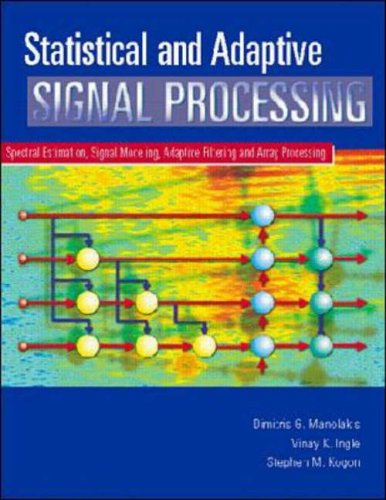 Statistical and Adaptive
SIGNAL PROCESSING
Spectral Estimation, Signal Modeling, Adaptive Filtering and Array Processing
Dimitris G. Manolakis
Vinay K. Ingle
Stephen M. Kogon